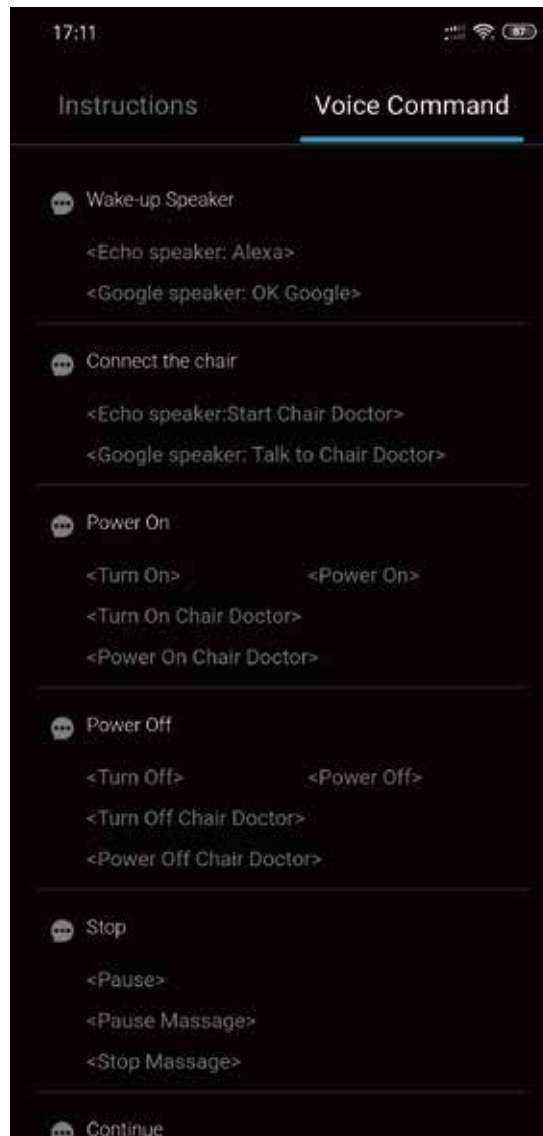 17:11
87
Instructions Voice Command
Wake-up Speaker
<Echo speaker: Alexa>
<Google speaker: OK Google>
Connect the chair
<Echo speaker:Start Chair Doctor>
<Google speaker: Talk to Chair Doctor>
Power On
<Turn On> <Power On>
<Turn On Chair Doctor>
<Power On Chair Doctor>
Power Off
<Turn Off> <Power Off>
<Turn Off Chair Doctor>
<Power Off Chair Doctor>
Stop
<Pause>
<Pause Massage>
<Stop Massage>
Continue